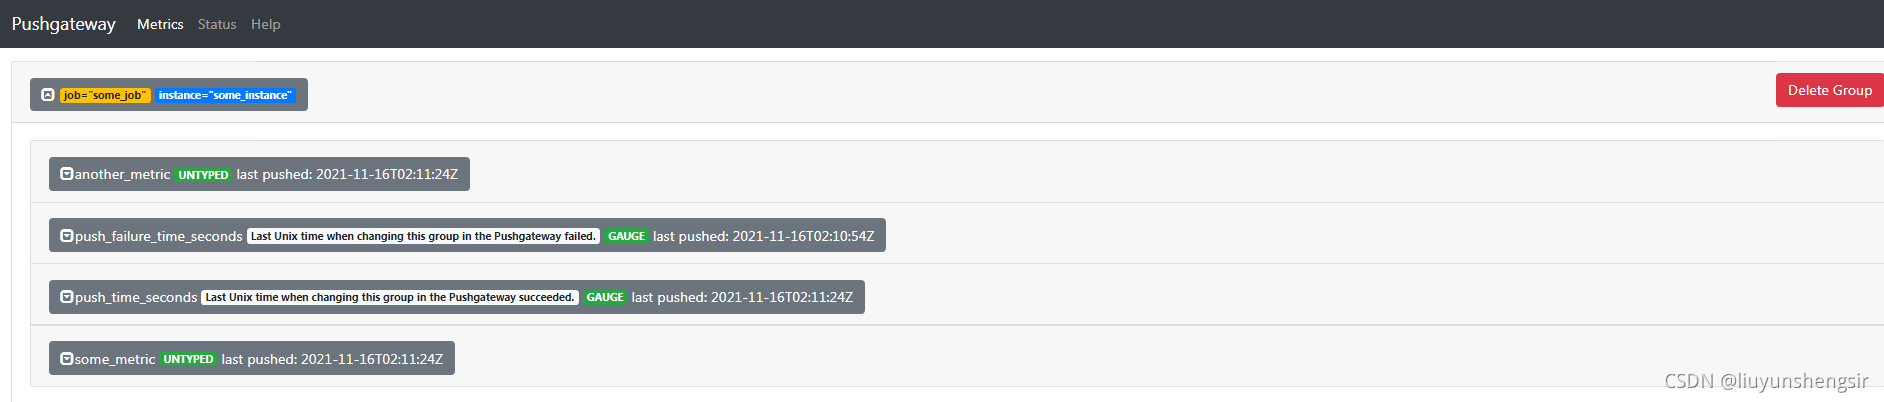 Pushgateway Metrics Status Help
job="some_job" instance="some_instance" Delete Group
another_metric UNTYPED last pushed: 2021-11-16T02:11:24Z
push_failure_time_seconds Last Unix time when changing this group in the Pushgateway failed. GAUGE last pushed: 2021-11-16T02:10:54Z
push_time_seconds Last Unix time when changing this group in the Pushgateway succeeded. GAUGE last pushed: 2021-11-16T02:11:24Z
some_metric UNTYPED last pushed: 2021-11-16T02:11:24Z
CSDN @liuyunshengsir